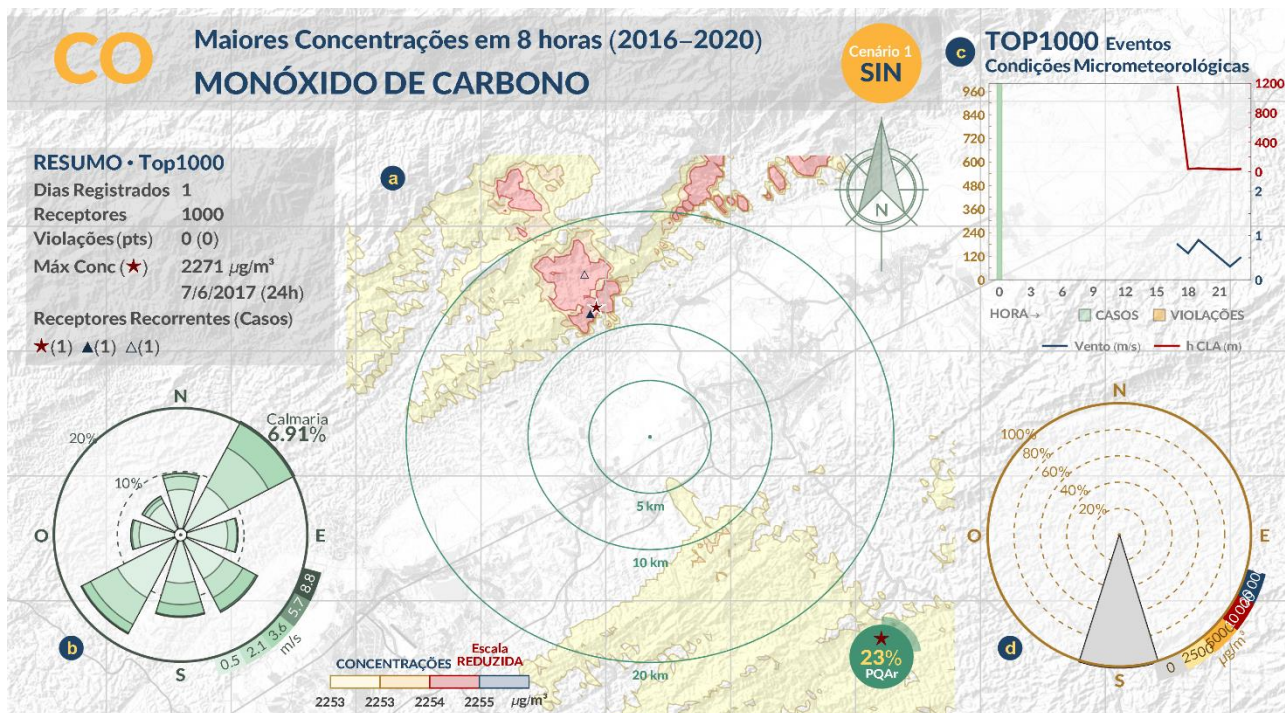 CO
Maiores Concentrações em 8 horas (2016–2020)
MONÓXIDO DE CARBONO
Cenário 1
SIN
RESUMO • Top1000
Dias Registrados 1
Receptores 1000
Violações (pts) 0 (0)
Máx Conc (★) 2271 µg/m³
7/6/2017 (24h)
Receptores Recorrentes (Casos)
★(1) ▲(1) △(1)
a
N
5 km
10 km
20 km
b
N
O
E
S
20%
10%
Calmaria
6.91%
0.5 2.1 3.6 5.7 8.8
m/s
CONCENTRAÇÕES
Escala
REDUZIDA
2253 2253 2254 2255 µg/m³
23%
PQAr
c
TOP1000 Eventos
Condições Micrometeorológicas
960
840
720
600
480
360
240
120
0
1200
800
400
0
2
1
0
0 3 6 9 12 15 18 21
HORA→
CASOS VIOLAÇÕES
Vento (m/s) h CLA (m)
d
N
O
E
S
100%
80%
60%
40%
20%
0 2500 5000
µg/m³